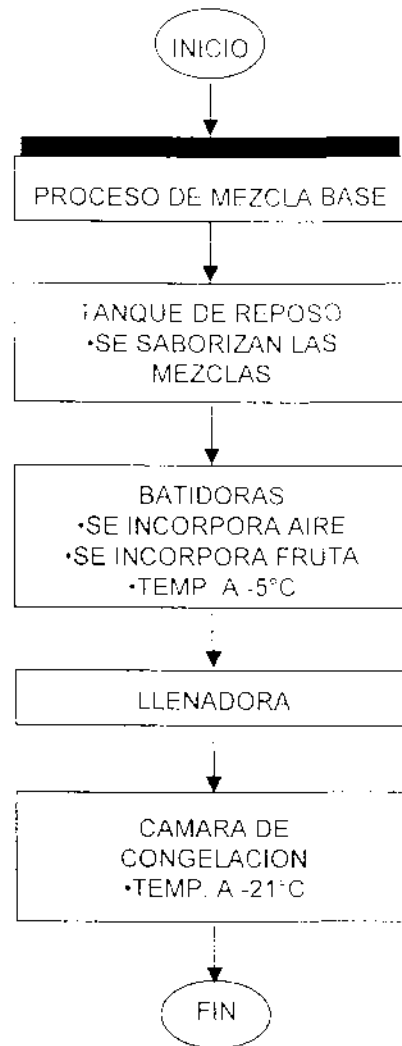 INICIO
PROCESO DE MEZCLA BASE
TANQUE DE REPOSO
•SE SABORIZAN LAS
MEZCLAS
BATIDORAS
•SE INCORPORA AIRE
•SE INCORPORA FRUTA
•TEMP. A -5°C
LLENADORA
CAMARA DE
CONGELACION
•TEMP. A -21°C
FIN